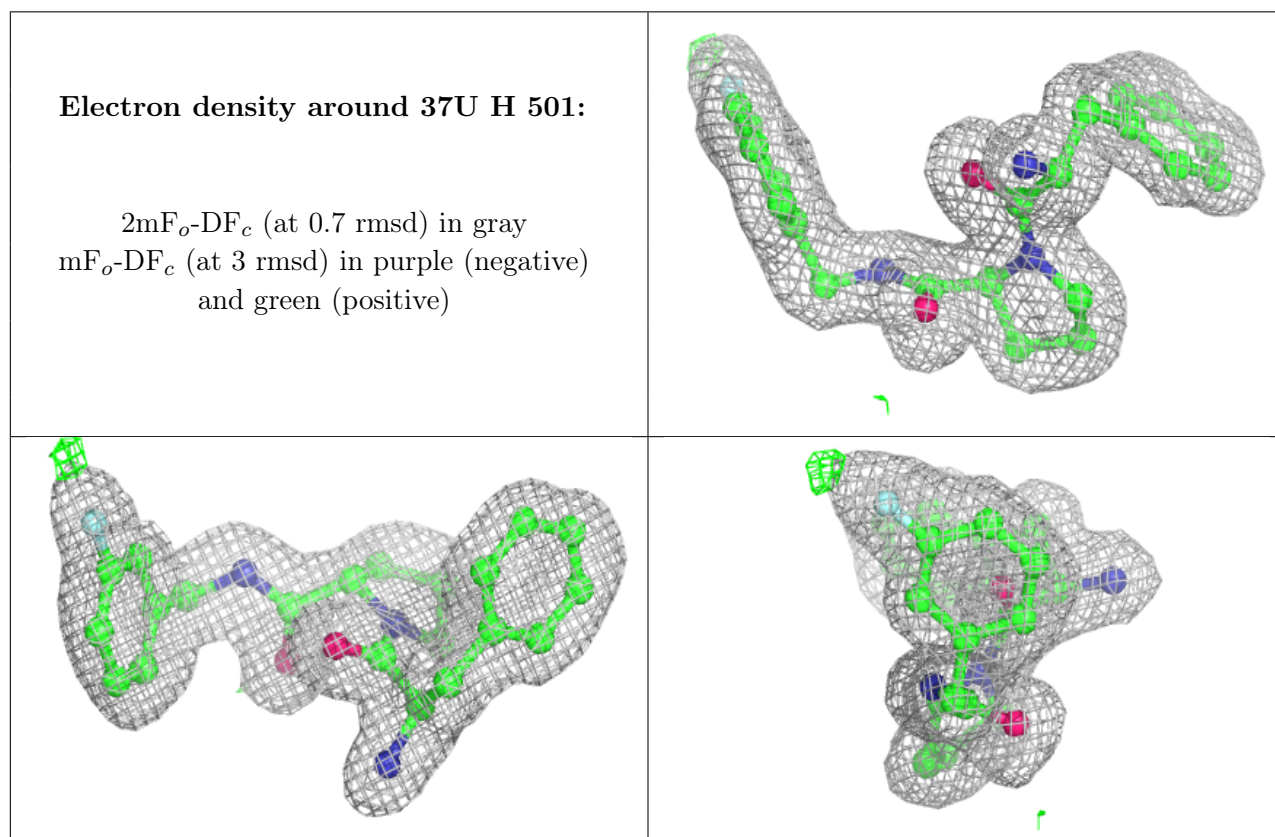 Electron density around 37U H 501:
2mFₒ-DF𝒸 (at 0.7 rmsd) in gray
mFₒ-DF𝒸 (at 3 rmsd) in purple (negative)
and green (positive)